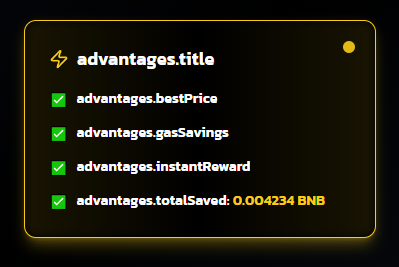 advantages.title
advantages.bestPrice
advantages.gasSavings
advantages.instantReward
advantages.totalSaved: 0.004234 BNB